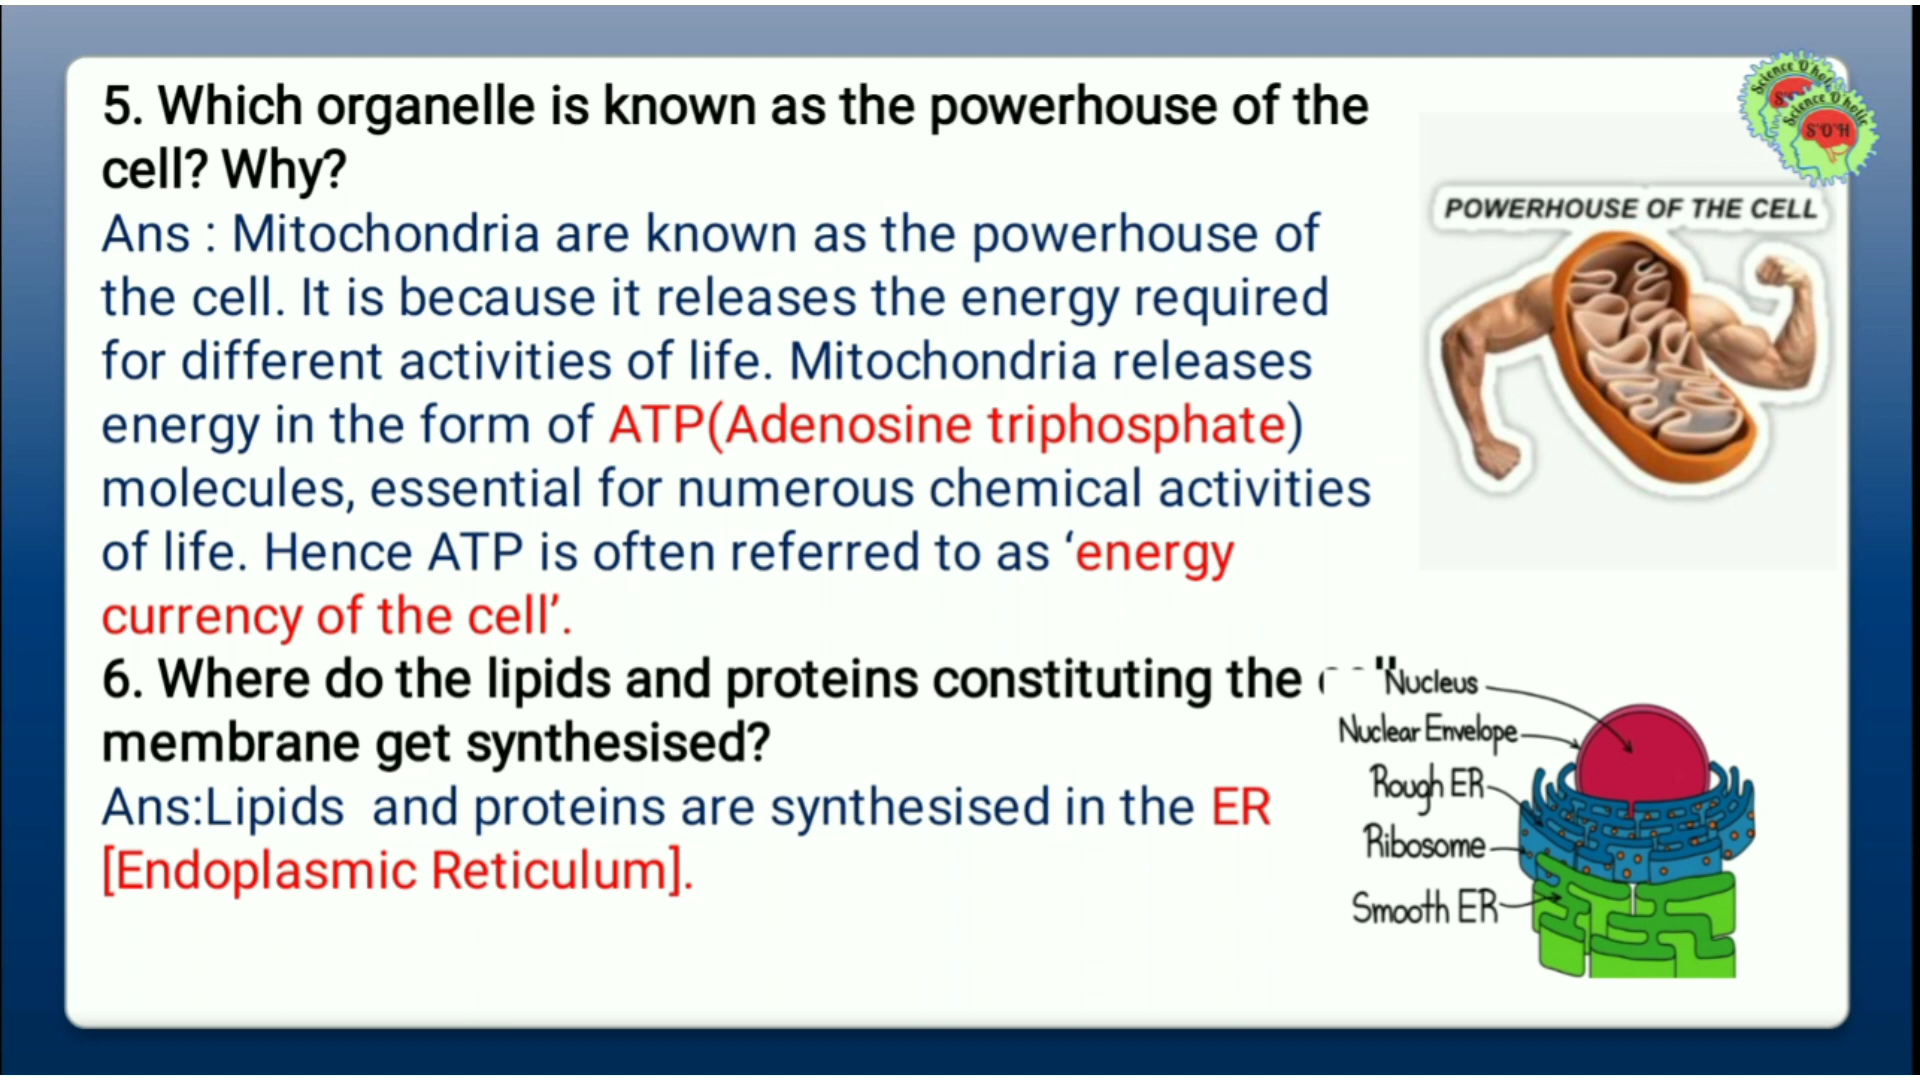 5. Which organelle is known as the powerhouse of the
cell? Why?
Ans : Mitochondria are known as the powerhouse of
the cell. It is because it releases the energy required
for different activities of life. Mitochondria releases
energy in the form of ATP(Adenosine triphosphate)
molecules, essential for numerous chemical activities
of life. Hence ATP is often referred to as ‘energy
currency of the cell’.
6. Where do the lipids and proteins constituting the
membrane get synthesised?
Ans:Lipids and proteins are synthesised in the ER
[Endoplasmic Reticulum].
Science O'holic
S'O'H
POWERHOUSE OF THE CELL
Nucleus
Nuclear Envelope
Rough ER
Ribosome
Smooth ER